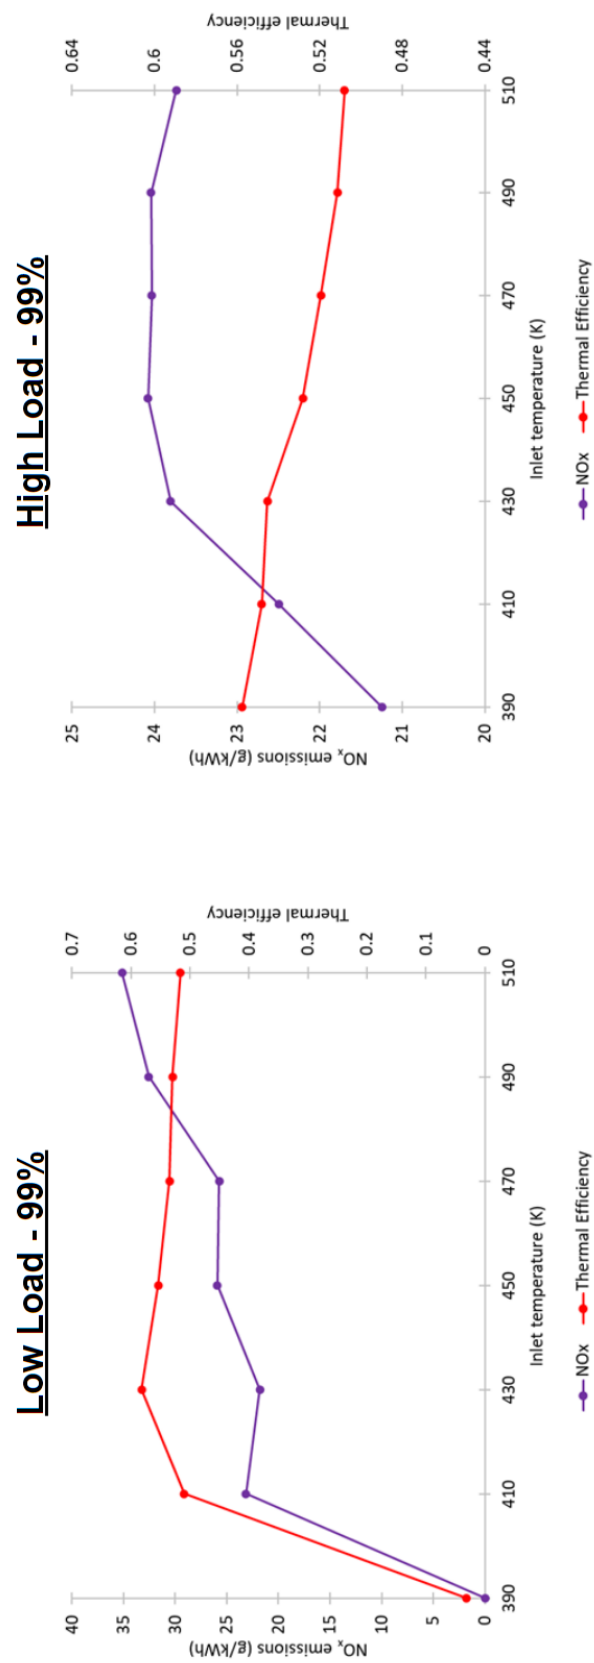 Low Load - 99%
40
35
30
25
20
15
10
5
0
NOₓ emissions (g/kWh)
0.7
0.6
0.5
0.4
0.3
0.2
0.1
0
Thermal efficiency
390 410 430 450 470 490 510
Inlet temperature (K)
NOx Thermal Efficiency
High Load - 99%
25
24
23
22
21
20
NOₓ emissions (g/kWh)
0.64
0.6
0.56
0.52
0.48
0.44
Thermal efficiency
390 410 430 450 470 490 510
Inlet temperature (K)
NOx Thermal Efficiency